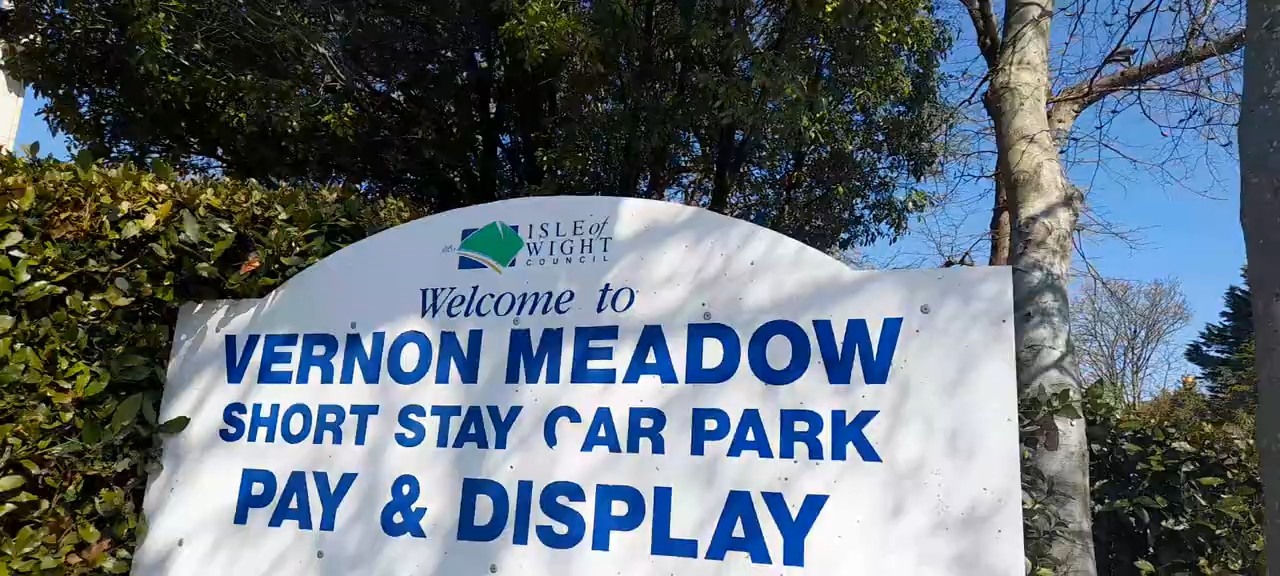 ISLE of
WIGHT
COUNCIL
Welcome to
VERNON MEADOW
SHORT STAY CAR PARK
PAY & DISPLAY